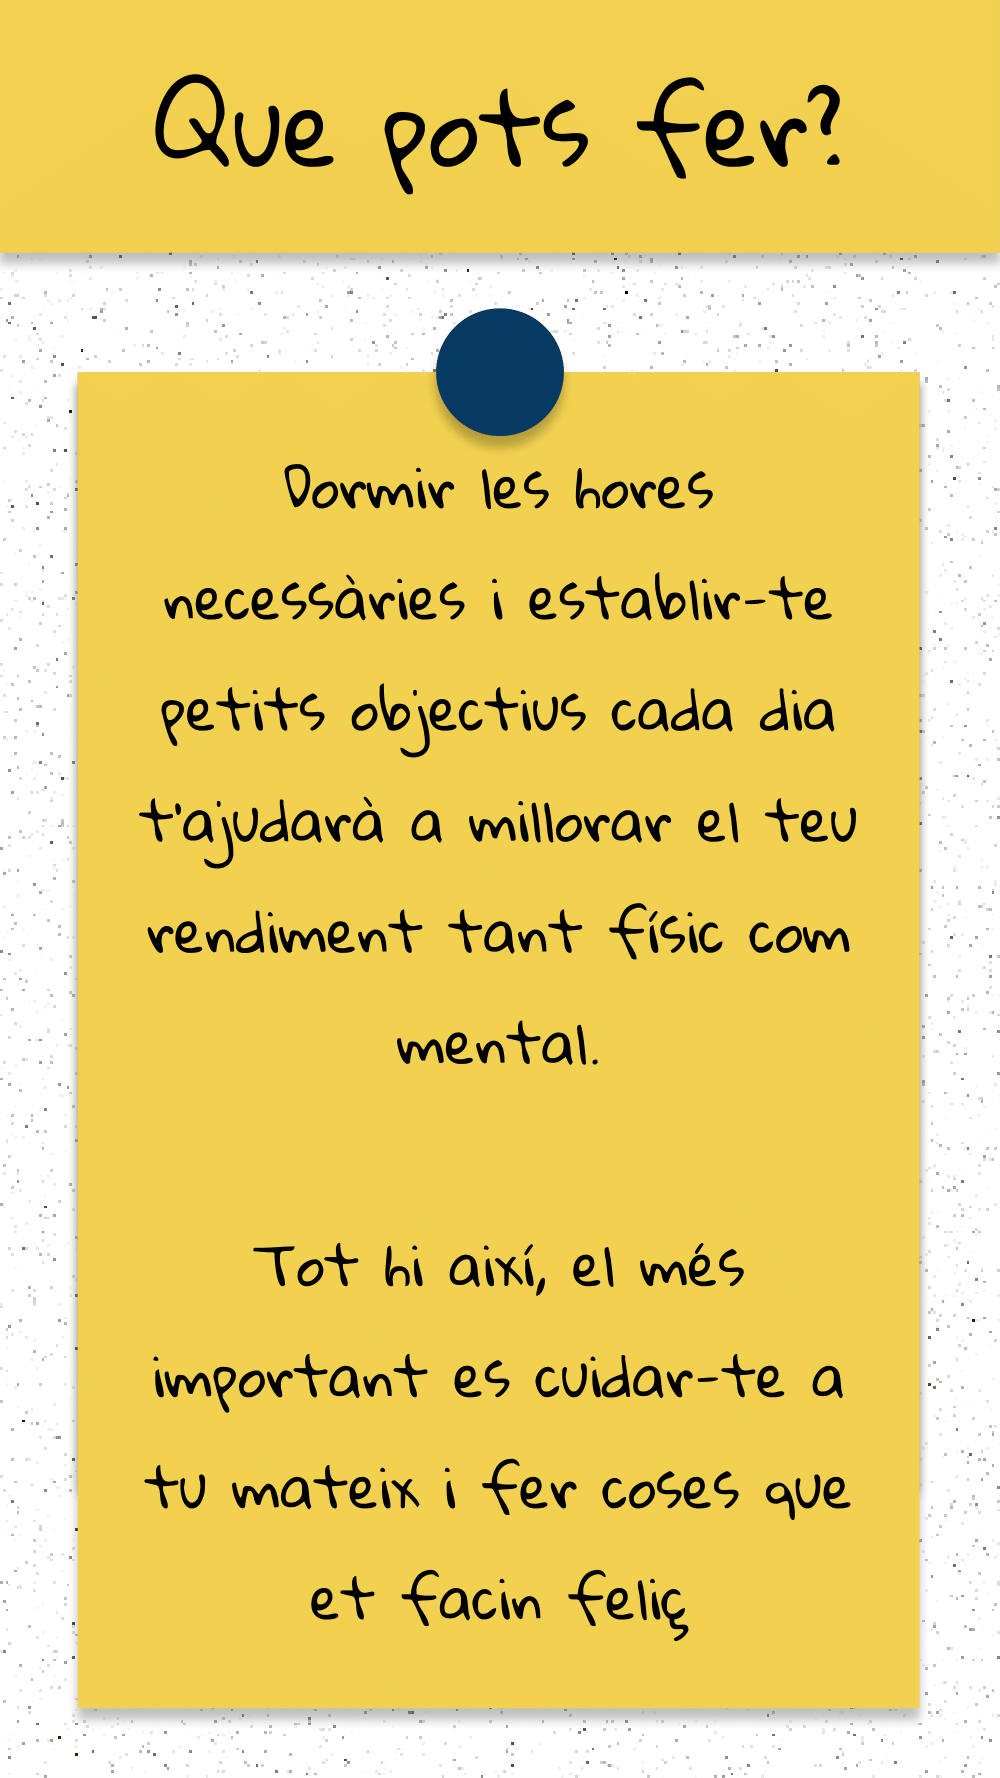 Que pots fer?
Dormir les hores
necessàries i establir-te
petits objectius cada dia
t'ajudarà a millorar el teu
rendiment tant físic com
mental.
Tot hi així, el més
important es cuidar-te a
tu mateix i fer coses que
et facin feliç